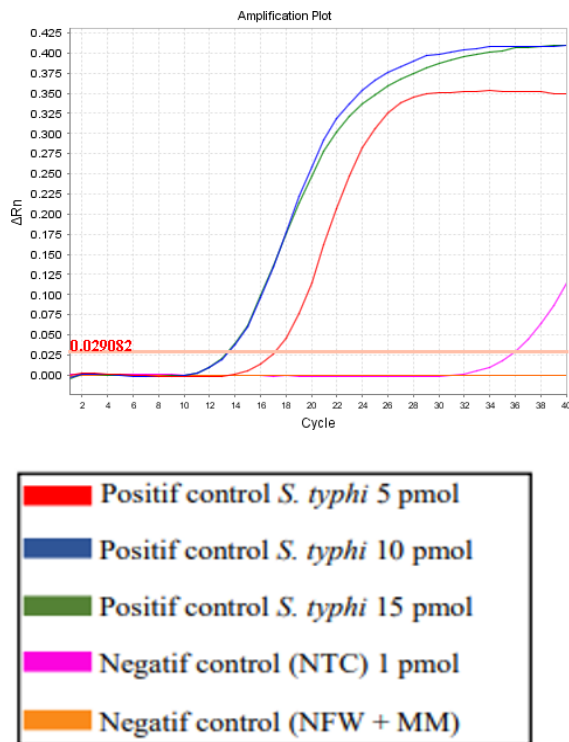 Amplification Plot
0.425
0.400
0.375
0.350
0.325
0.300
0.275
0.250
0.225
0.200
0.175
0.150
0.125
0.100
0.075
0.050
0.025
0.000
ΔRn
0.029082
2 4 6 8 10 12 14 16 18 20 22 24 26 28 30 32 34 36 38 40
Cycle
Positif control S. typhi 5 pmol
Positif control S. typhi 10 pmol
Positif control S. typhi 15 pmol
Negatif control (NTC) 1 pmol
Negatif control (NFW + MM)